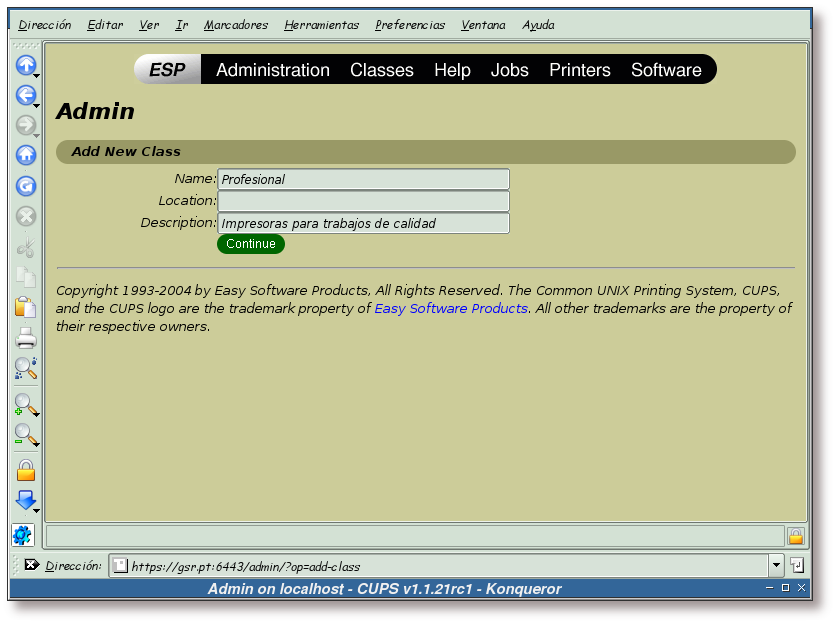 Dirección Editar Ver Ir Marcadores Herramientas Preferencias Ventana Ayuda
ESP Administration Classes Help Jobs Printers Software
Admin
Add New Class
Name: Profesional
Location:
Description: Impresoras para trabajos de calidad
Continue
Copyright 1993-2004 by Easy Software Products, All Rights Reserved. The Common UNIX Printing System, CUPS,
and the CUPS logo are the trademark property of Easy Software Products. All other trademarks are the property of
their respective owners.
Dirección: https://gsr.pt:6443/admin/?op=add-class
Admin on localhost - CUPS v1.1.21rc1 - Konqueror